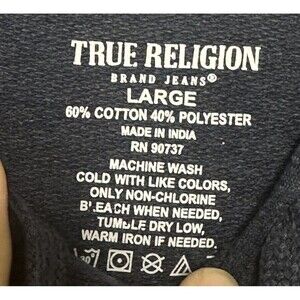 TRUE RELIGION
BRAND JEANS®
LARGE
60% COTTON 40% POLYESTER
MADE IN INDIA
RN 90737
MACHINE WASH
COLD WITH LIKE COLORS,
ONLY NON-CHLORINE
BLEACH WHEN NEEDED,
TUMBLE DRY LOW,
WARM IRON IF NEEDED.
30°